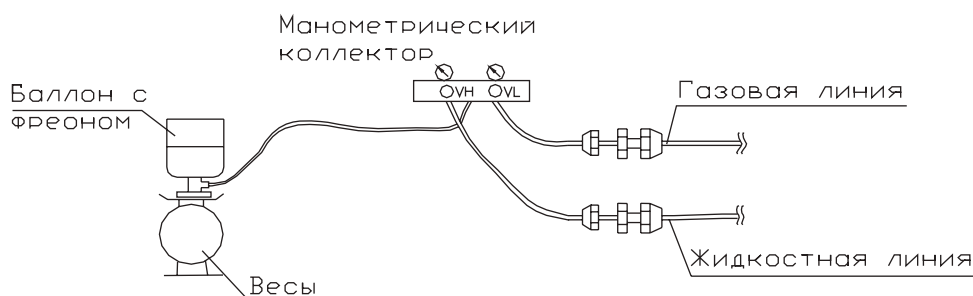 Манометрический
коллектор
Баллон с
фреоном
VH
VL
Газовая линия
Жидкостная линия
Весы